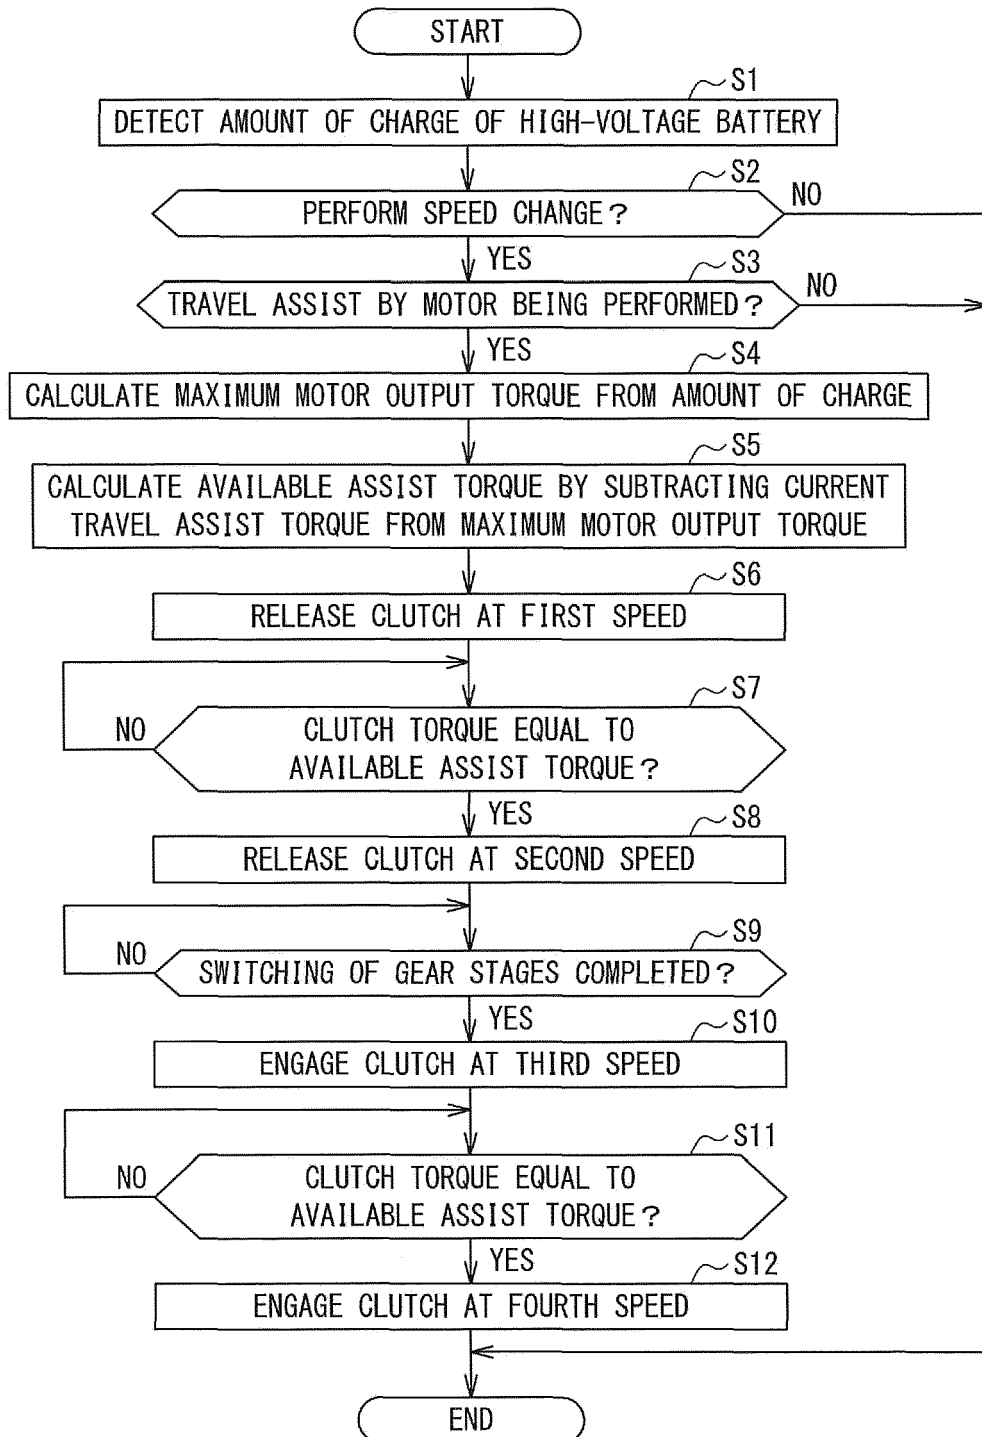 START
S1
DETECT AMOUNT OF CHARGE OF HIGH-VOLTAGE BATTERY
S2
PERFORM SPEED CHANGE?
NO
YES
S3
TRAVEL ASSIST BY MOTOR BEING PERFORMED?
NO
YES
S4
CALCULATE MAXIMUM MOTOR OUTPUT TORQUE FROM AMOUNT OF CHARGE
S5
CALCULATE AVAILABLE ASSIST TORQUE BY SUBTRACTING CURRENT
TRAVEL ASSIST TORQUE FROM MAXIMUM MOTOR OUTPUT TORQUE
S6
RELEASE CLUTCH AT FIRST SPEED
S7
NO
CLUTCH TORQUE EQUAL TO
AVAILABLE ASSIST TORQUE?
YES
S8
RELEASE CLUTCH AT SECOND SPEED
S9
NO
SWITCHING OF GEAR STAGES COMPLETED?
YES
S10
ENGAGE CLUTCH AT THIRD SPEED
S11
NO
CLUTCH TORQUE EQUAL TO
AVAILABLE ASSIST TORQUE?
YES
S12
ENGAGE CLUTCH AT FOURTH SPEED
END